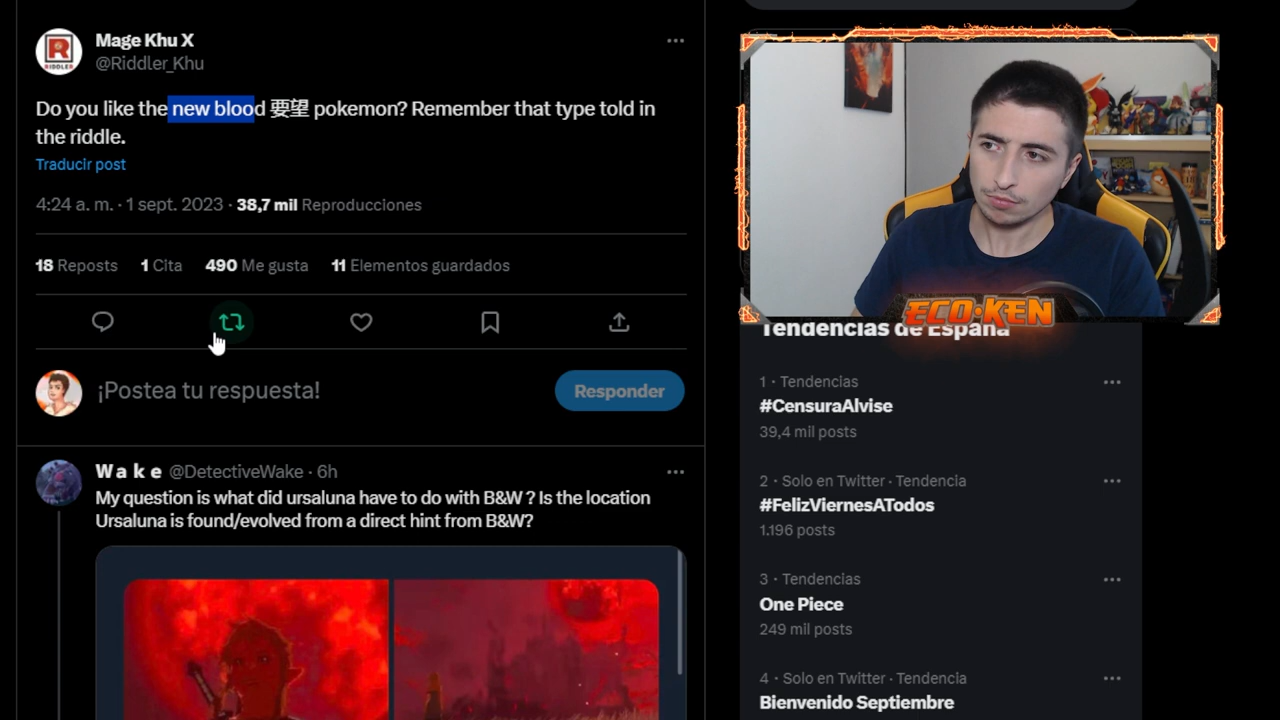 Mage Khu X
@Riddler_Khu
RIDDLER
Do you like the new blood 要望 pokemon? Remember that type told in
the riddle.
Traducir post
4:24 a. m. · 1 sept. 2023 · 38,7 mil Reproducciones
18 Reposts 1 Cita 490 Me gusta 11 Elementos guardados
¡Postea tu respuesta!
Responder
W a k e @DetectiveWake · 6h
My question is what did ursaluna have to do with B&W ? Is the location
Ursaluna is found/evolved from a direct hint from B&W?
ECO·KEN
Tendencias de España
1 · Tendencias
#CensuraAlvise
39,4 mil posts
2 · Solo en Twitter · Tendencia
#FelizViernesATodos
1.196 posts
3 · Tendencias
One Piece
249 mil posts
4 · Solo en Twitter · Tendencia
Bienvenido Septiembre